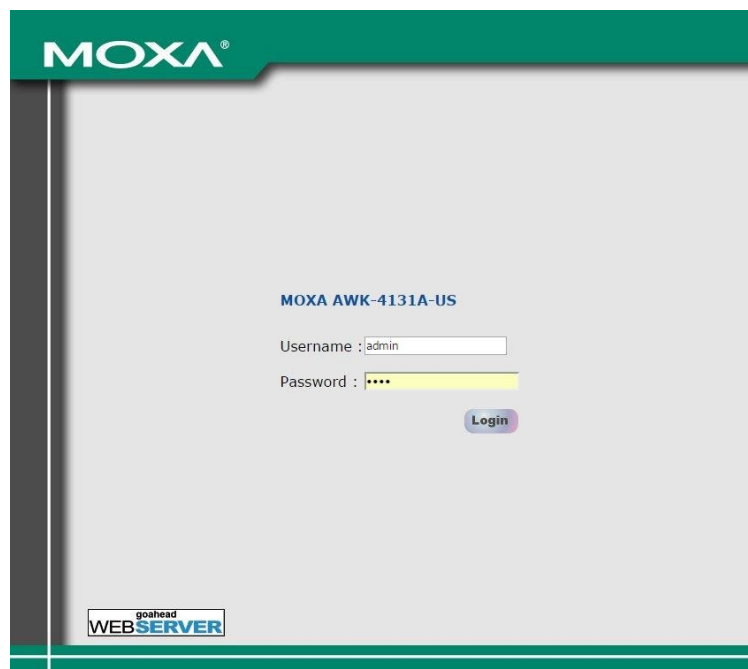 MOXA®
MOXA AWK-4131A-US
Username : admin
Password : ••••
Login
goahead
WEBSERVER